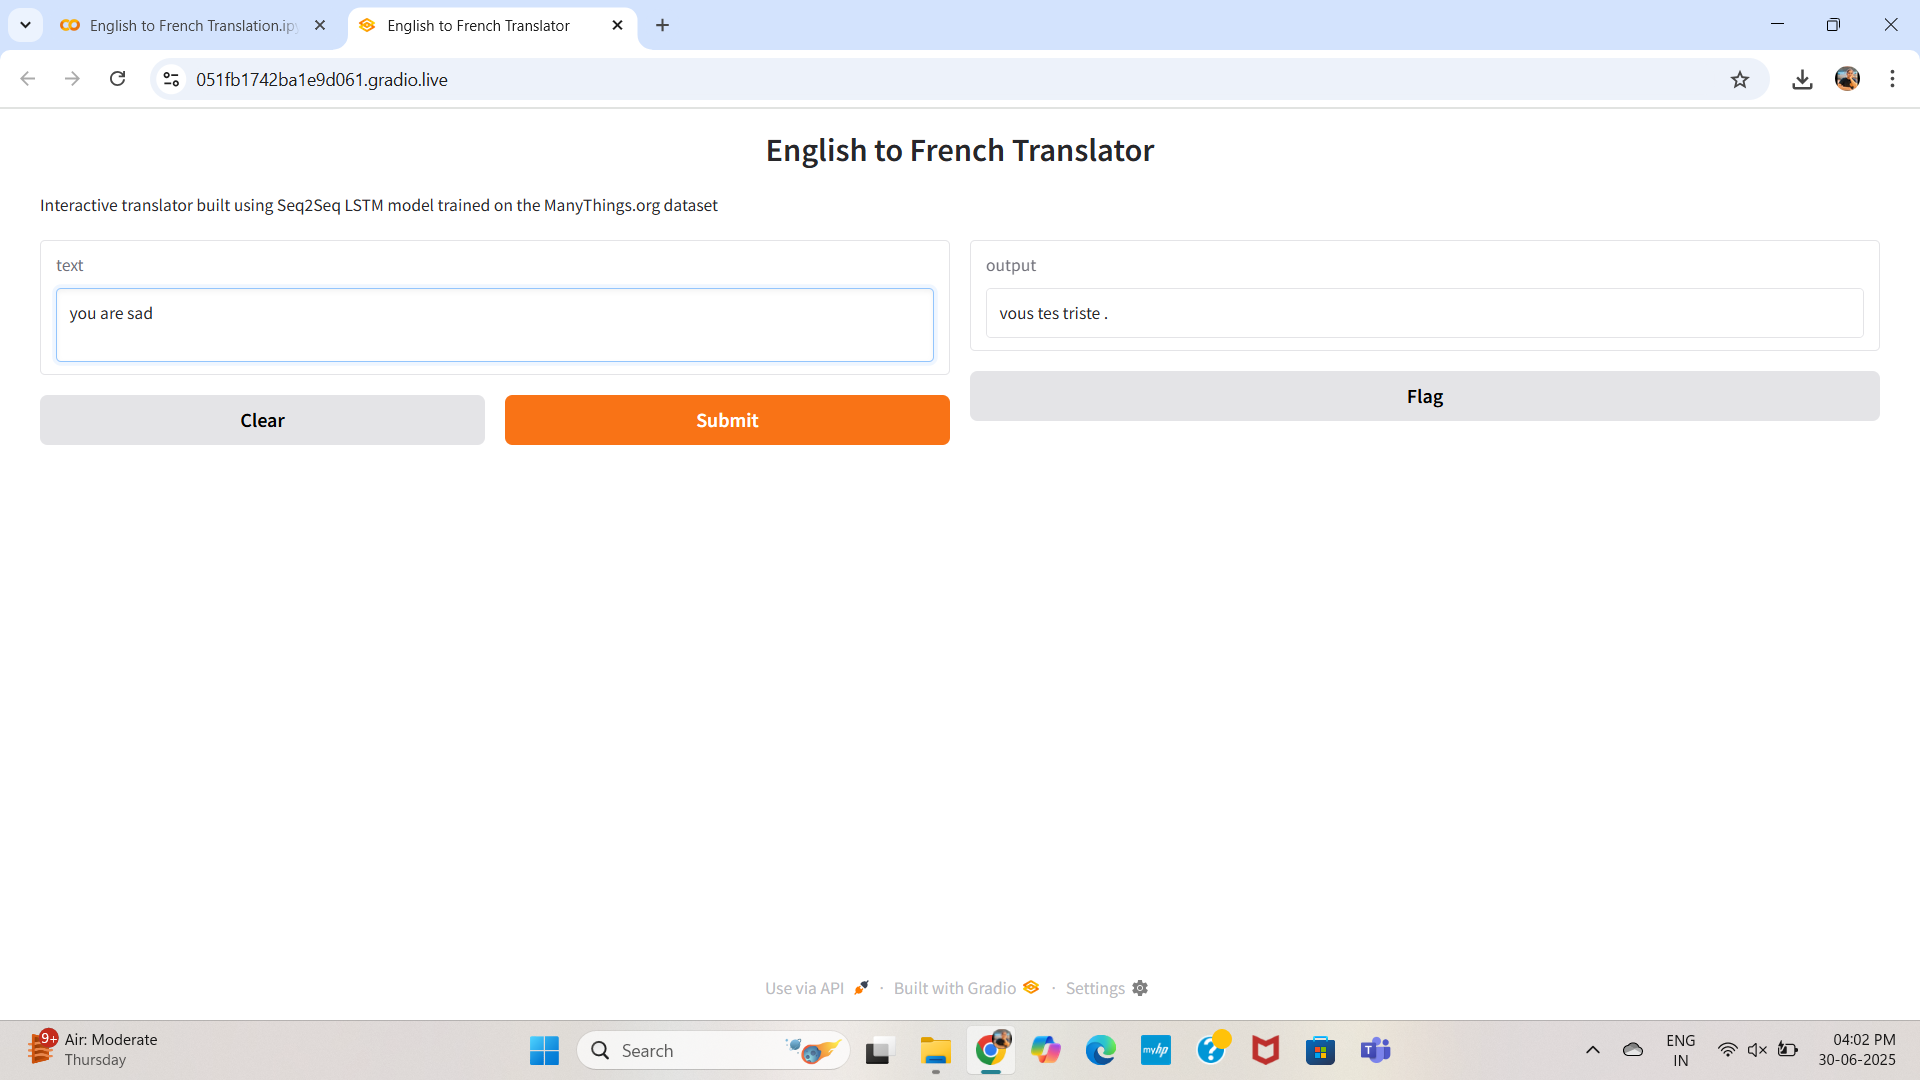 English to French Translation.ip
English to French Translator
051fb1742ba1e9d061.gradio.live
English to French Translator
Interactive translator built using Seq2Seq LSTM model trained on the ManyThings.org dataset
text
you are sad
output
vous tes triste .
Clear
Submit
Flag
Use via API · Built with Gradio · Settings
9+
Air: Moderate
Thursday
Search
myhp
ENG
IN
04:02 PM
30-06-2025